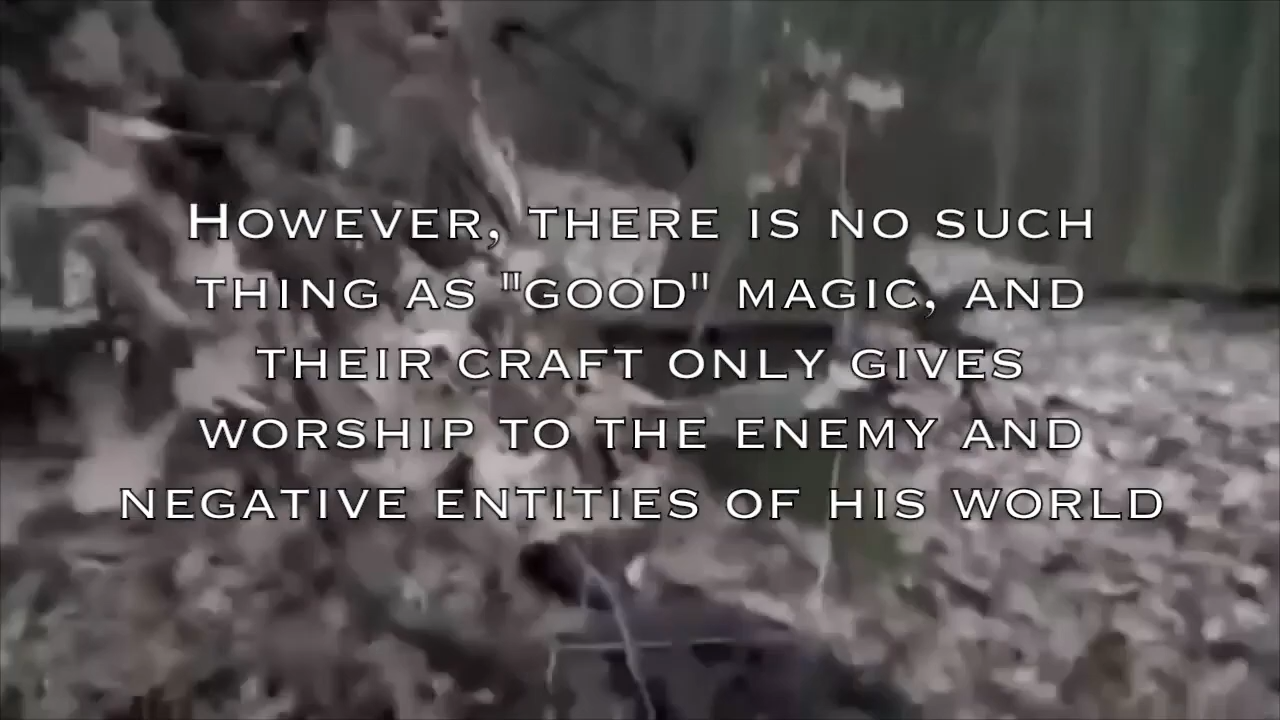 However, there is no such
thing as "good" magic, and
their craft only gives
worship to the enemy and
negative entities of his world